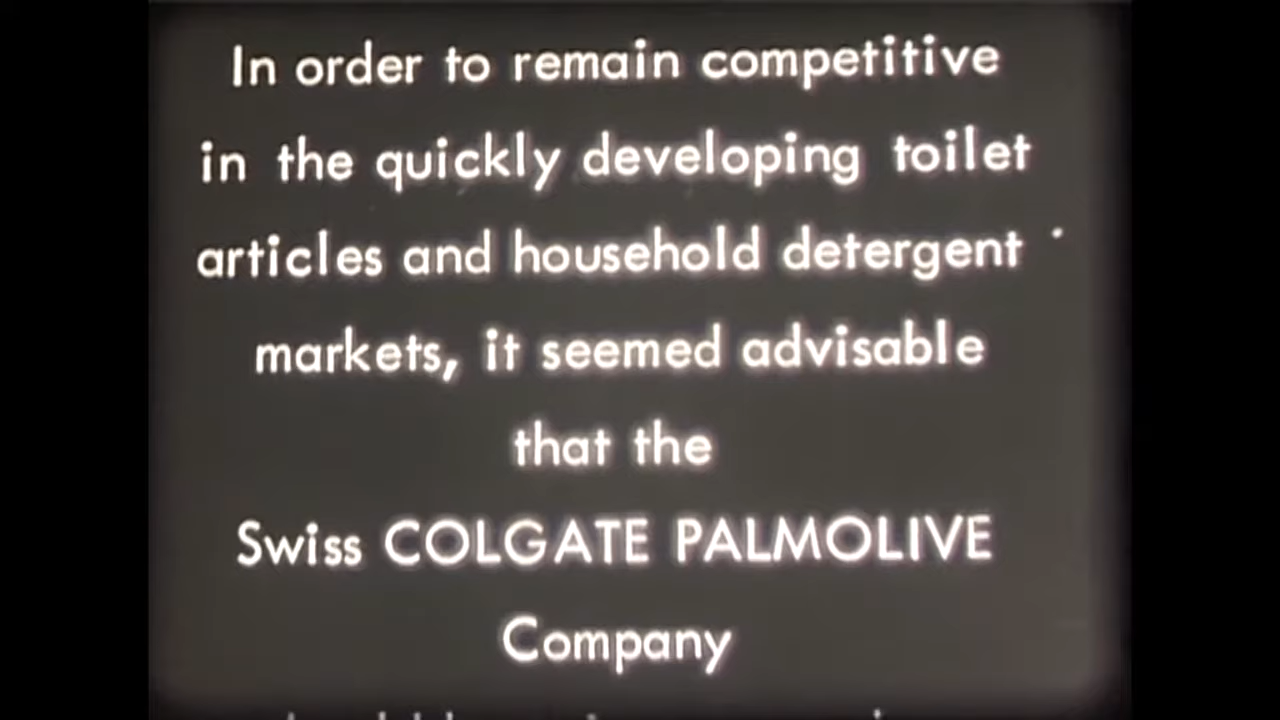 In order to remain competitive
in the quickly developing toilet
articles and household detergent
markets, it seemed advisable
that the
Swiss COLGATE PALMOLIVE
Company